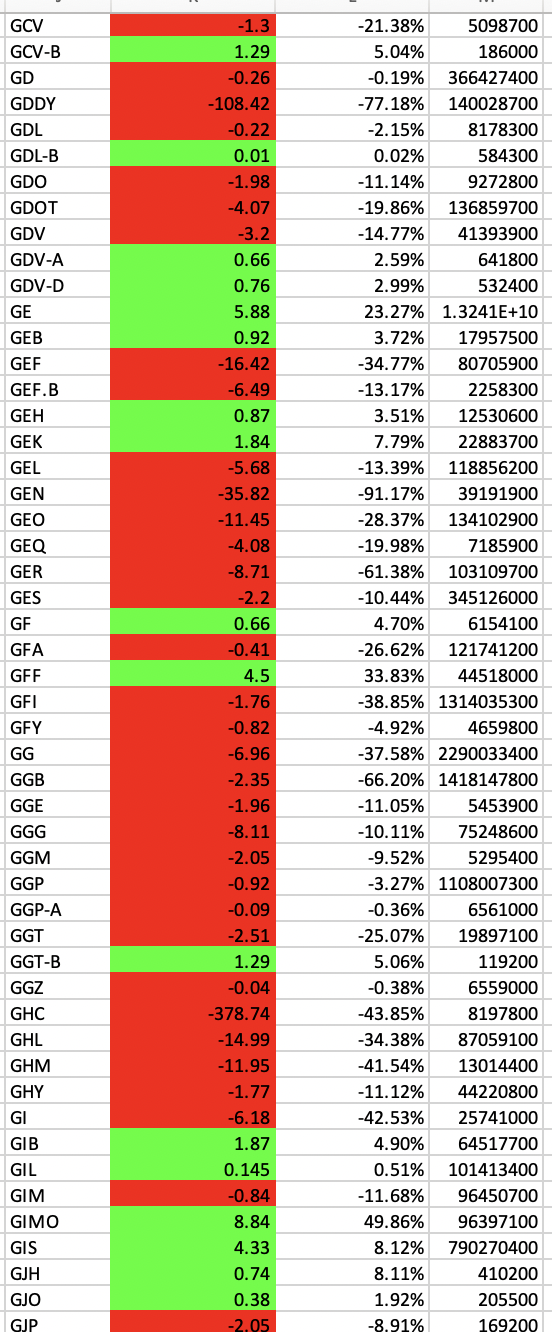 GCV -1.3 -21.38% 5098700
GCV-B 1.29 5.04% 186000
GD -0.26 -0.19% 366427400
GDDY -108.42 -77.18% 140028700
GDL -0.22 -2.15% 8178300
GDL-B 0.01 0.02% 584300
GDO -1.98 -11.14% 9272800
GDOT -4.07 -19.86% 136859700
GDV -3.2 -14.77% 41393900
GDV-A 0.66 2.59% 641800
GDV-D 0.76 2.99% 532400
GE 5.88 23.27% 1.3241E+10
GEB 0.92 3.72% 17957500
GEF -16.42 -34.77% 80705900
GEF.B -6.49 -13.17% 2258300
GEH 0.87 3.51% 12530600
GEK 1.84 7.79% 22883700
GEL -5.68 -13.39% 118856200
GEN -35.82 -91.17% 39191900
GEO -11.45 -28.37% 134102900
GEQ -4.08 -19.98% 7185900
GER -8.71 -61.38% 103109700
GES -2.2 -10.44% 345126000
GF 0.66 4.70% 6154100
GFA -0.41 -26.62% 121741200
GFF 4.5 33.83% 44518000
GFI -1.76 -38.85% 1314035300
GFY -0.82 -4.92% 4659800
GG -6.96 -37.58% 2290033400
GGB -2.35 -66.20% 1418147800
GGE -1.96 -11.05% 5453900
GGG -8.11 -10.11% 75248600
GGM -2.05 -9.52% 5295400
GGP -0.92 -3.27% 1108007300
GGP-A -0.09 -0.36% 6561000
GGT -2.51 -25.07% 19897100
GGT-B 1.29 5.06% 119200
GGZ -0.04 -0.38% 6559000
GHC -378.74 -43.85% 8197800
GHL -14.99 -34.38% 87059100
GHM -11.95 -41.54% 13014400
GHY -1.77 -11.12% 44220800
GI -6.18 -42.53% 25741000
GIB 1.87 4.90% 64517700
GIL 0.145 0.51% 101413400
GIM -0.84 -11.68% 96450700
GIMO 8.84 49.86% 96397100
GIS 4.33 8.12% 790270400
GJH 0.74 8.11% 410200
GJO 0.38 1.92% 205500
GJP -2.05 -8.91% 169200